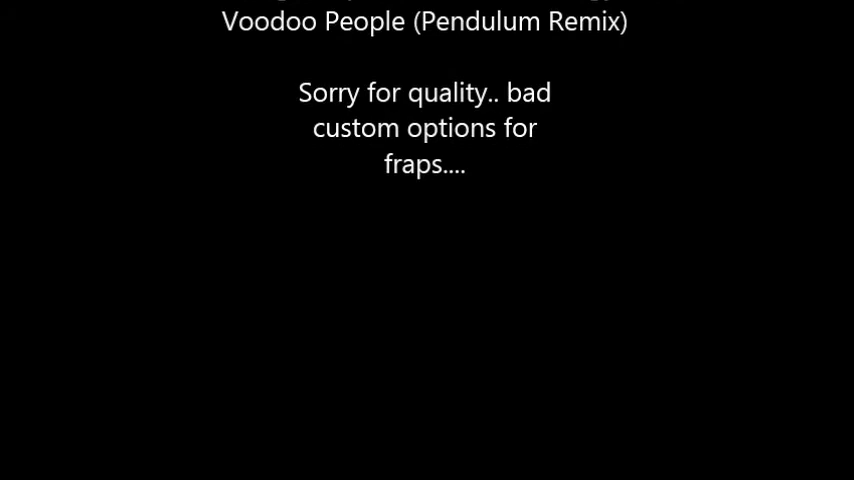 Voodoo People (Pendulum Remix)
Sorry for quality.. bad
custom options for
fraps....